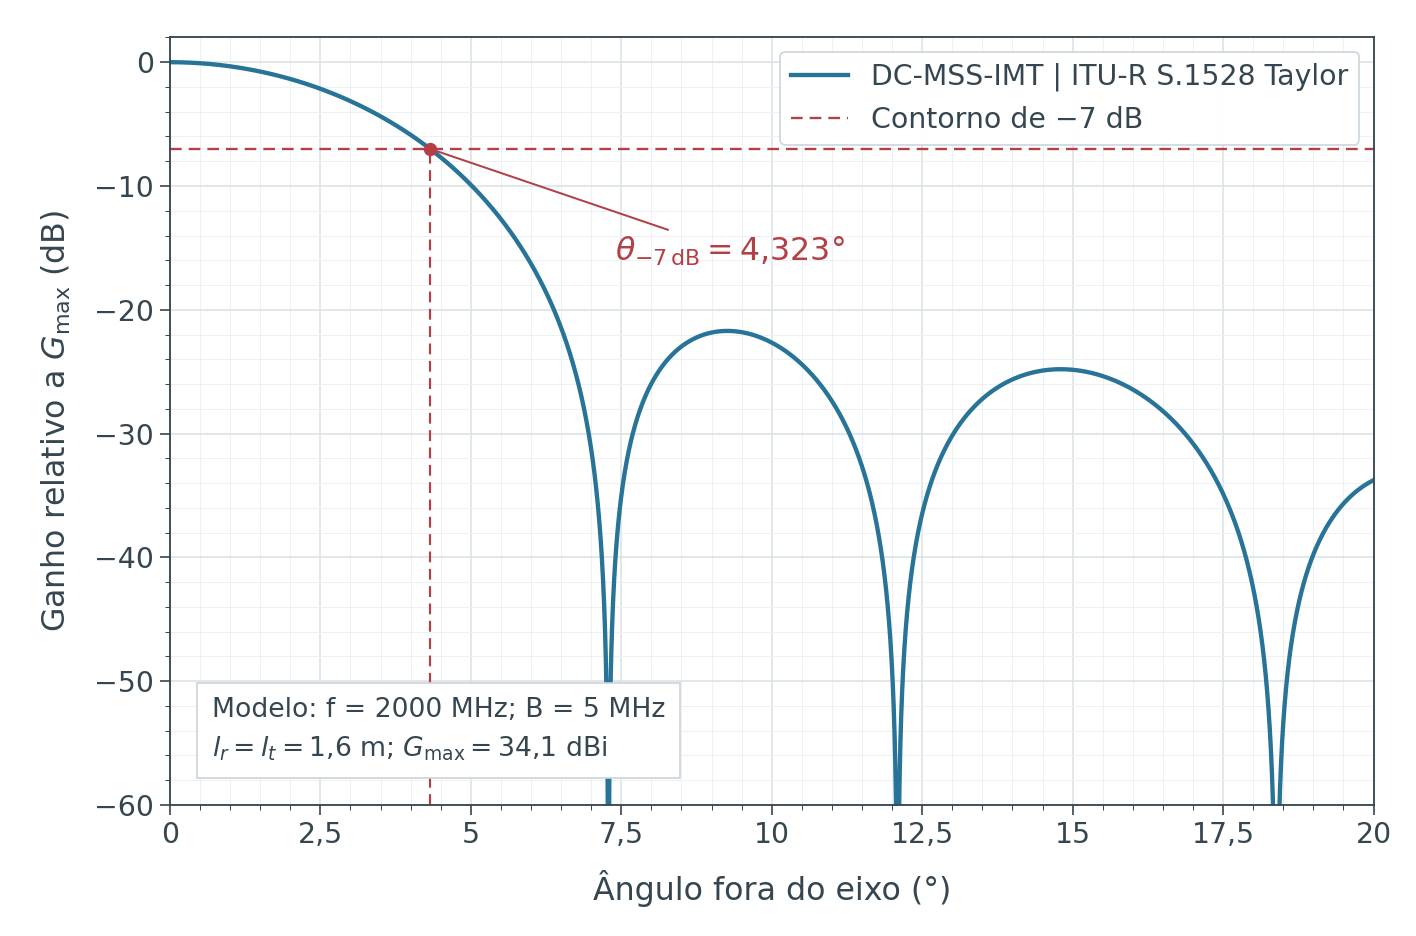 DC-MSS-IMT | ITU-R S.1528 Taylor
Contorno de −7 dB
θ−7 dB = 4,323°
Modelo: f = 2000 MHz; B = 5 MHz
lr = lt = 1,6 m; Gmax = 34,1 dBi
Ganho relativo a Gmax (dB)
0
−10
−20
−30
−40
−50
−60
0
2,5
5
7,5
10
12,5
15
17,5
20
Ângulo fora do eixo (°)